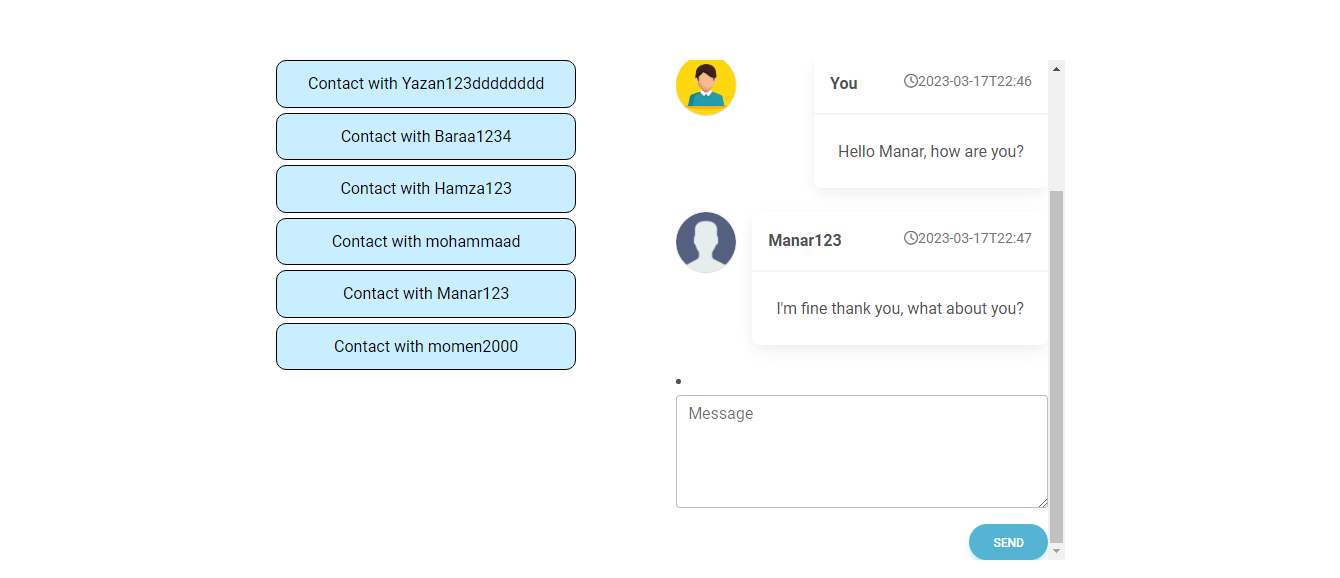 Contact with Yazan123dddddddd
Contact with Baraa1234
Contact with Hamza123
Contact with mohammaad
Contact with Manar123
Contact with momen2000
You 2023-03-17T22:46
Hello Manar, how are you?
Manar123 2023-03-17T22:47
I'm fine thank you, what about you?
Message
SEND